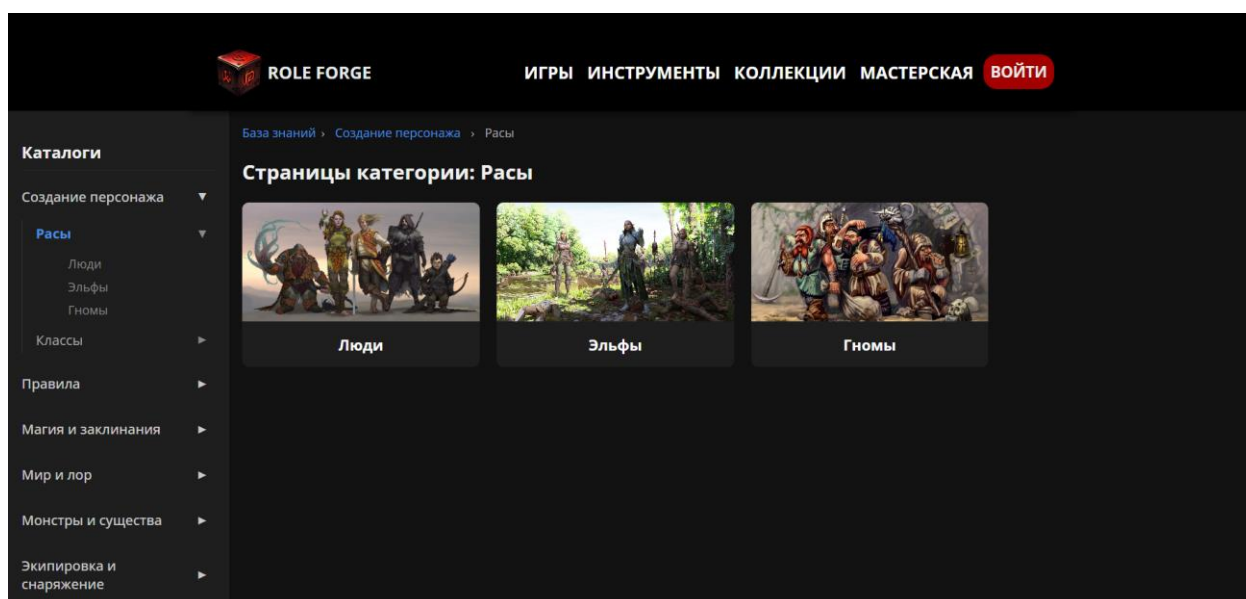 ROLE FORGE
ИГРЫ ИНСТРУМЕНТЫ КОЛЛЕКЦИИ МАСТЕРСКАЯ ВОЙТИ
Каталоги
Создание персонажа ▼
Расы ▼
Люди
Эльфы
Гномы
Классы ►
Правила ►
Магия и заклинания ►
Мир и лор ►
Монстры и существа ►
Экипировка и
снаряжение ►
База знаний › Создание персонажа › Расы
Страницы категории: Расы
Люди
Эльфы
Гномы